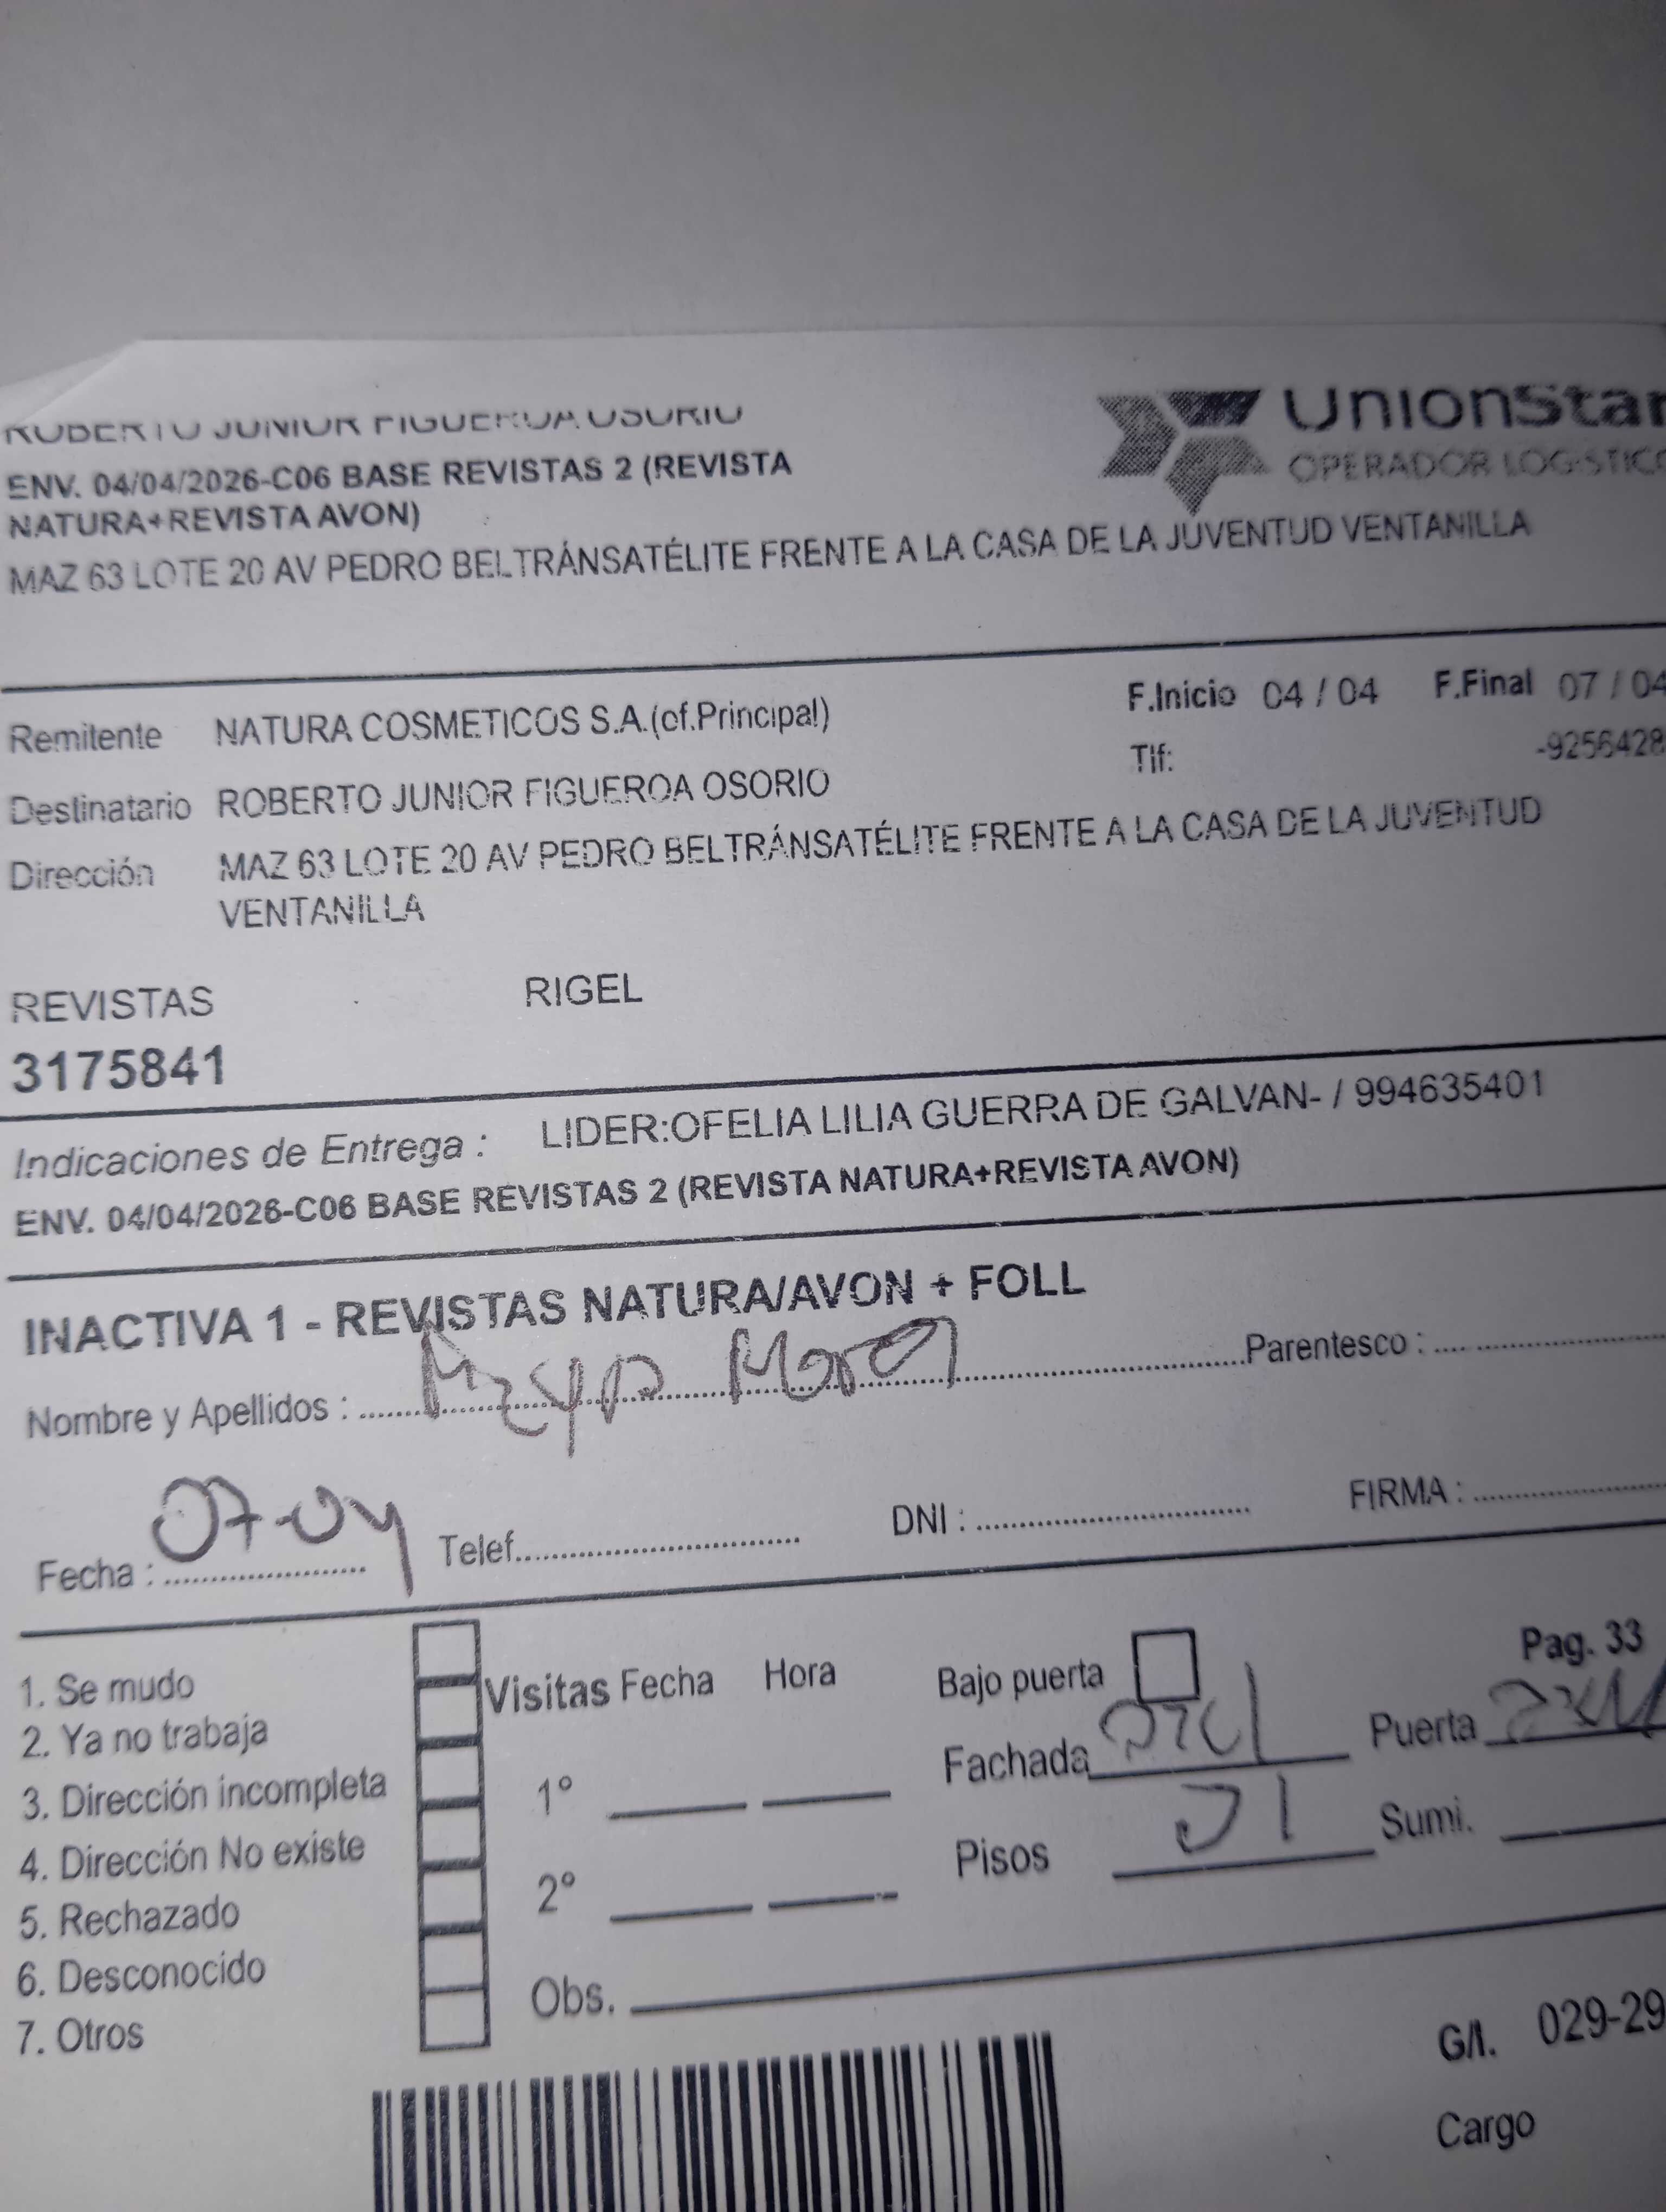 ROBERTO JUNIOR FIGUEROA OSORIO
UnionStar
OPERADOR LOGISTICO
ENV. 04/04/2026-C06 BASE REVISTAS 2 (REVISTA
NATURA+REVISTA AVON)
MAZ 63 LOTE 20 AV PEDRO BELTRÁNSATÉLITE FRENTE A LA CASA DE LA JUVENTUD VENTANILLA
Remitente NATURA COSMETICOS S.A.(of.Principal) F.Inicio 04 / 04 F.Final 07 / 04
Tlf: -9256428
Destinatario ROBERTO JUNIOR FIGUEROA OSORIO
Dirección MAZ 63 LOTE 20 AV PEDRO BELTRÁNSATÉLITE FRENTE A LA CASA DE LA JUVENTUD
VENTANILLA
REVISTAS RIGEL
3175841
Indicaciones de Entrega : LIDER:OFELIA LILIA GUERRA DE GALVAN- / 994635401
ENV. 04/04/2026-C06 BASE REVISTAS 2 (REVISTA NATURA+REVISTA AVON)
INACTIVA 1 - REVISTAS NATURA/AVON + FOLL
Nombre y Apellidos : Parentesco :
Fecha : 07-04 Telef. DNI : FIRMA :
Pag. 33
1. Se mudo
2. Ya no trabaja
3. Dirección incompleta
4. Dirección No existe
5. Rechazado
6. Desconocido
7. Otros
Visitas Fecha Hora
1°
2°
Obs.
Bajo puerta
Fachada Puerta
Pisos 01 Sumi.
G/I. 029-29
Cargo